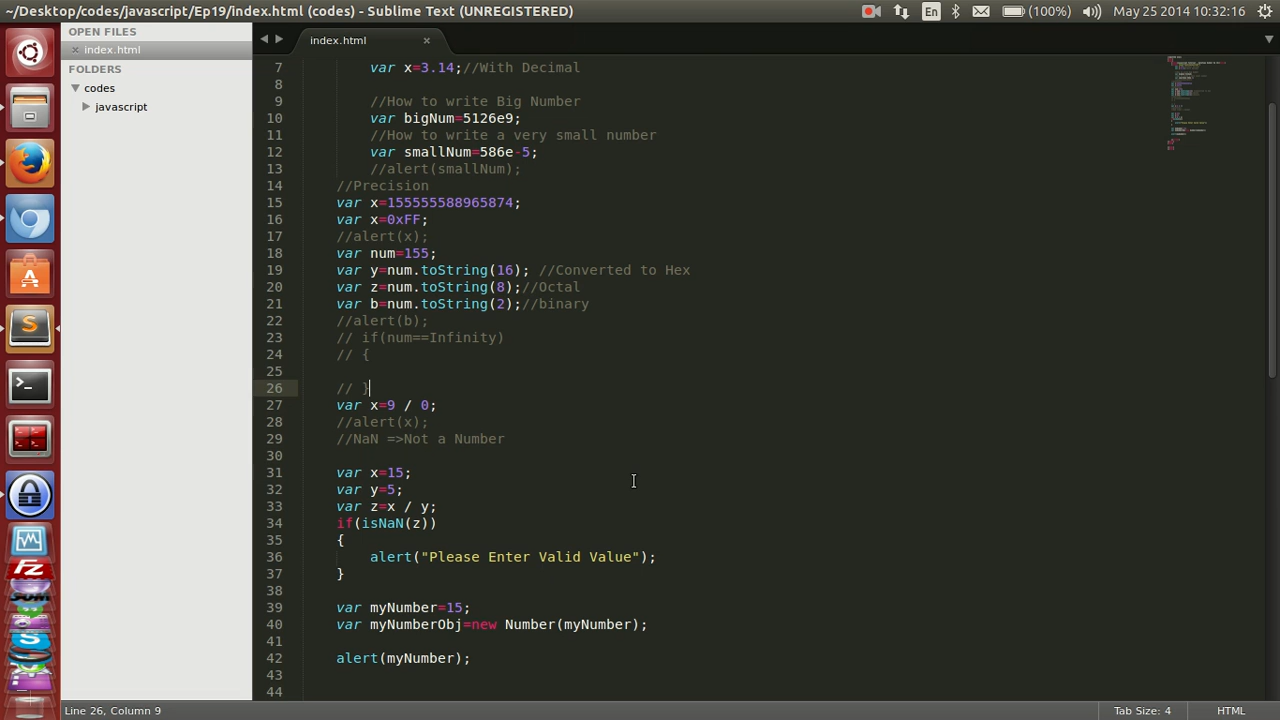 ~/Desktop/codes/javascript/Ep19/index.html (codes) - Sublime Text (UNREGISTERED)
En
(100%)
May 25 2014 10:32:16
OPEN FILES
index.html
FOLDERS
codes
javascript
index.html
7 var x=3.14;//With Decimal
8
9 //How to write Big Number
10 var bigNum=5126e9;
11 //How to write a very small number
12 var smallNum=586e-5;
13 //alert(smallNum);
14 //Precision
15 var x=155555588965874;
16 var x=0xFF;
17 //alert(x);
18 var num=155;
19 var y=num.toString(16); //Converted to Hex
20 var z=num.toString(8);//Octal
21 var b=num.toString(2);//binary
22 //alert(b);
23 // if(num==Infinity)
24 // {
25
26 // }
27 var x=9 / 0;
28 //alert(x);
29 //NaN =>Not a Number
30
31 var x=15;
32 var y=5;
33 var z=x / y;
34 if(isNaN(z))
35 {
36 alert("Please Enter Valid Value");
37 }
38
39 var myNumber=15;
40 var myNumberObj=new Number(myNumber);
41
42 alert(myNumber);
43
44
Line 26, Column 9
Tab Size: 4
HTML